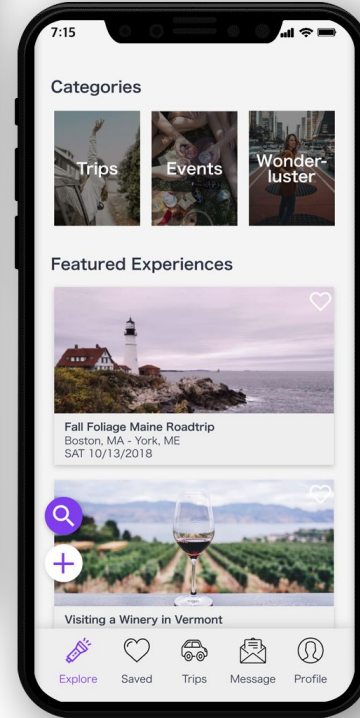 7:15
Categories
Trips
Events
Wonder-
luster
Featured Experiences
Fall Foliage Maine Roadtrip
Boston, MA - York, ME
SAT 10/13/2018
Visiting a Winery in Vermont
Explore
Saved
Trips
Message
Profile